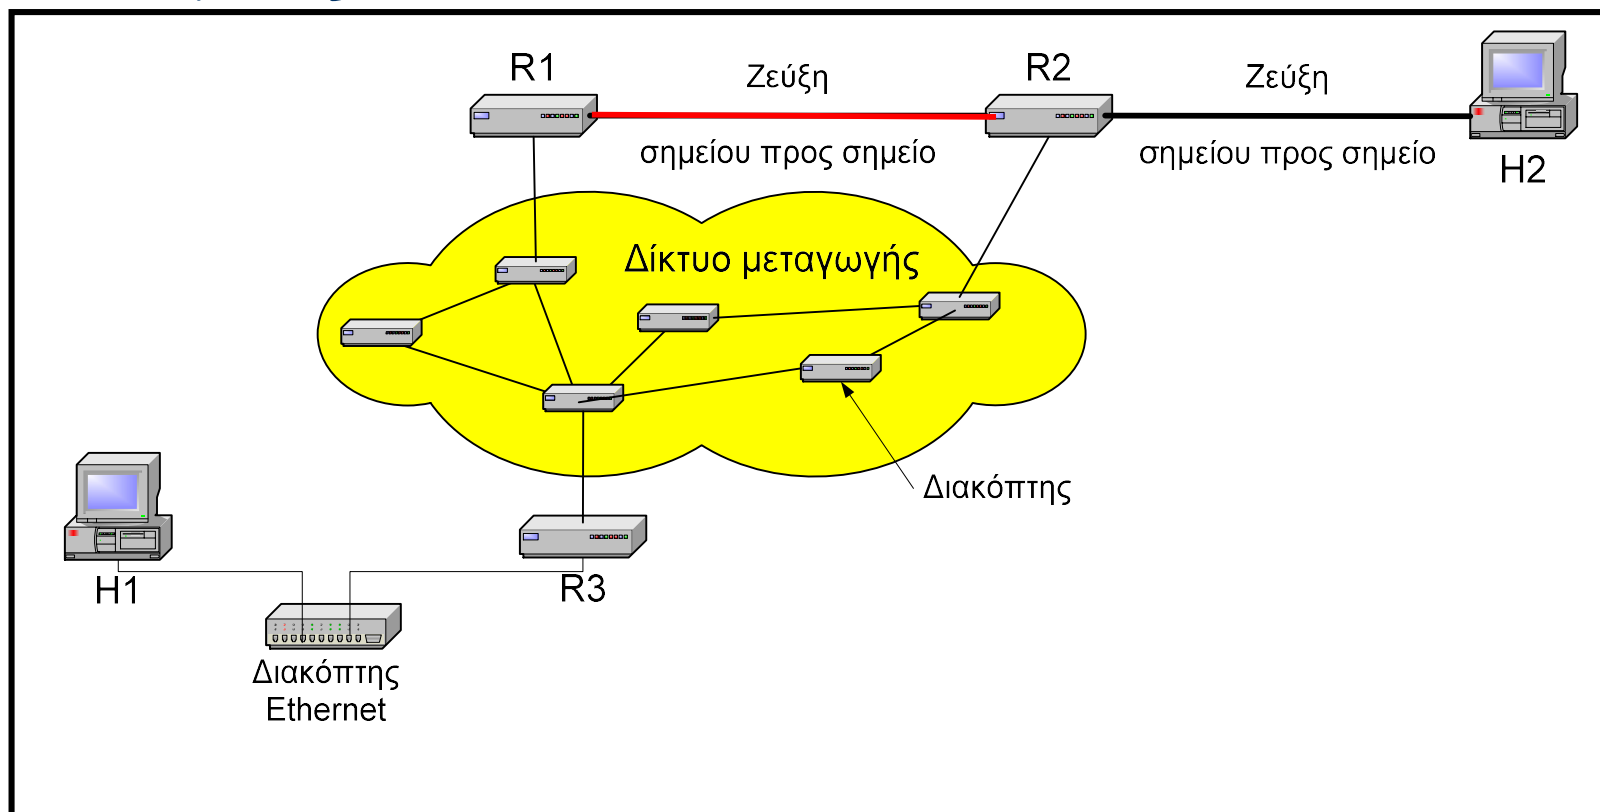 R1
Ζεύξη
R2
Ζεύξη
σημείου προς σημείο
σημείου προς σημείο
H2
Δίκτυο μεταγωγής
Διακόπτης
H1
R3
Διακόπτης
Ethernet